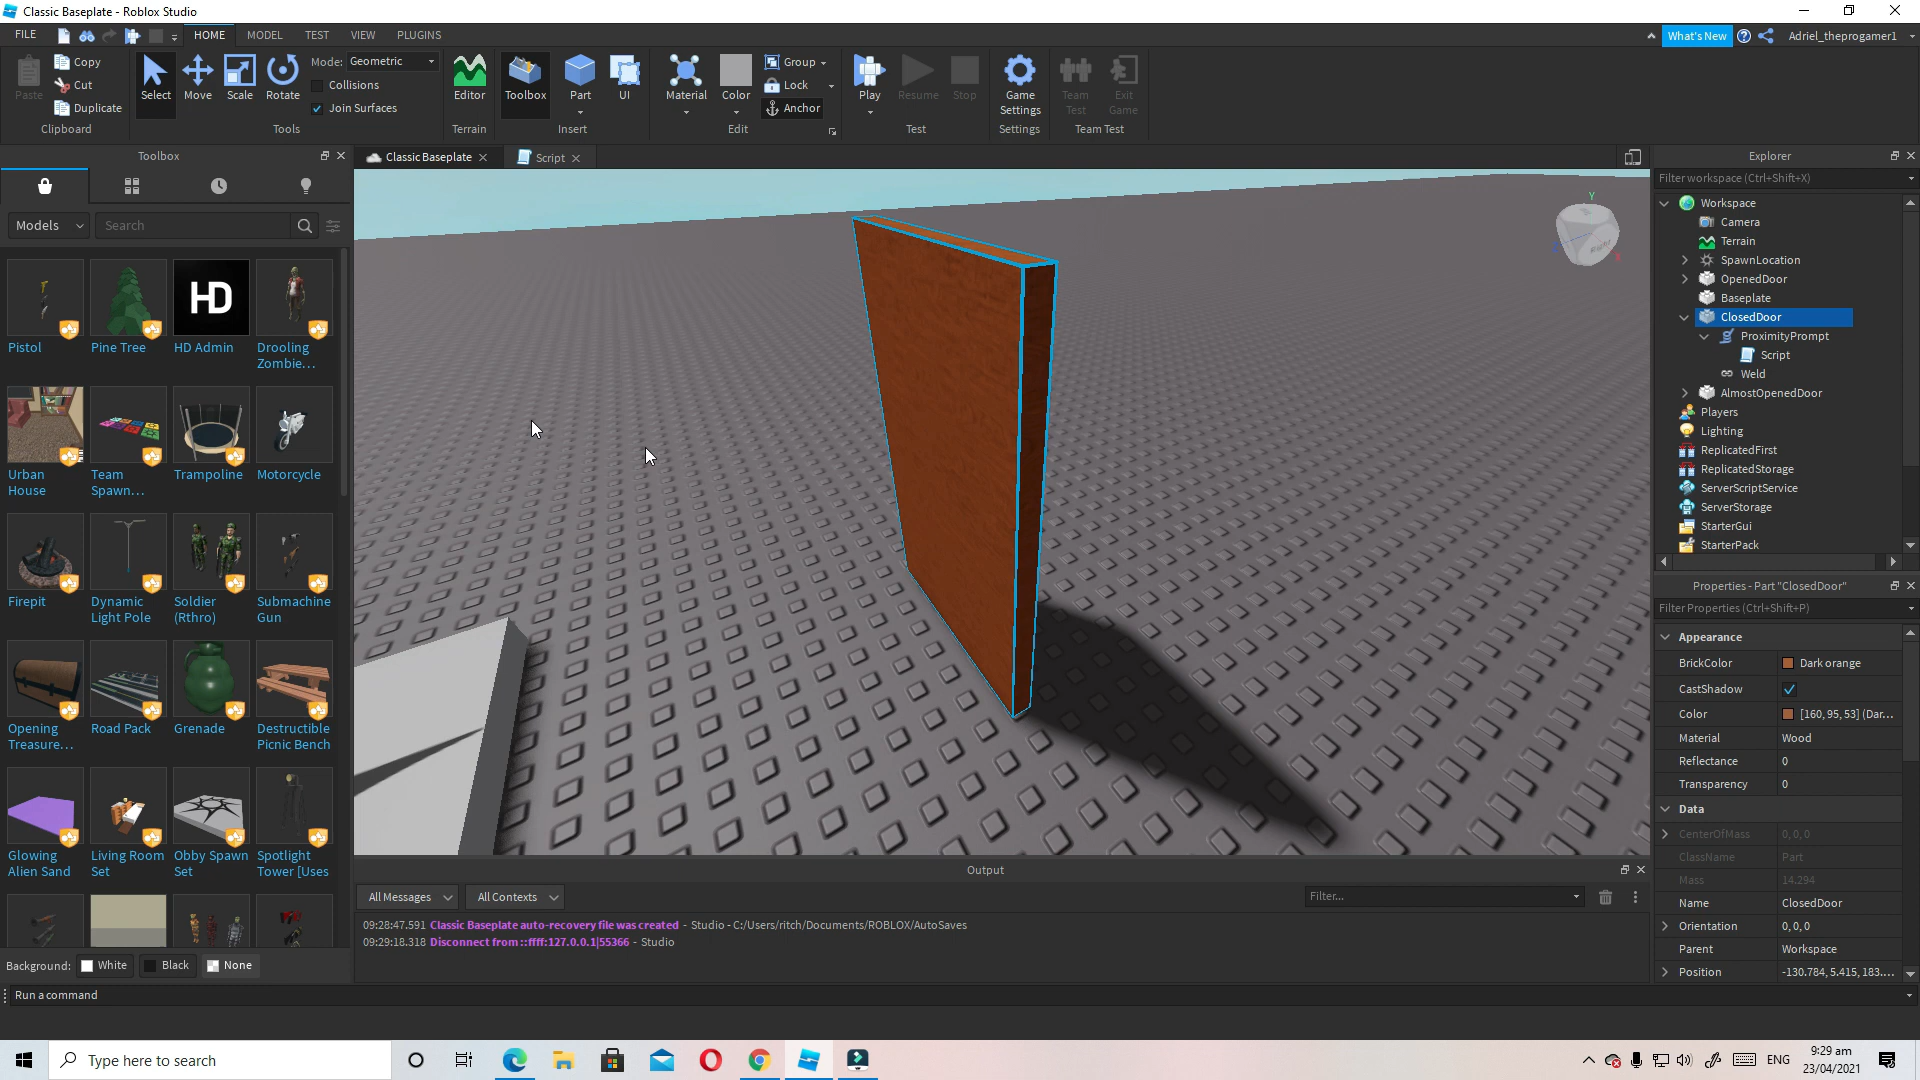 Classic Baseplate - Roblox Studio
FILE HOME MODEL TEST VIEW PLUGINS What's New Adriel_theprogamer1
Copy
Cut
Duplicate
Paste
Clipboard
Select Move Scale Rotate
Mode: Geometric
Collisions
Join Surfaces
Tools
Editor
Terrain
Toolbox Part UI
Insert
Material Color
Group
Lock
Anchor
Edit
Play Resume Stop
Test
Game Settings
Settings
Team Test
Exit Game
Team Test
Toolbox
Classic Baseplate
Script
Models
Search
Pistol
Pine Tree
HD
HD Admin
Drooling Zombie...
Urban House
Team Spawn...
Trampoline
Motorcycle
Firepit
Dynamic Light Pole
Soldier (Rthro)
Submachine Gun
Opening Treasure...
Road Pack
Grenade
Destructible Picnic Bench
Glowing Alien Sand
Living Room Set
Obby Spawn Set
Spotlight Tower [Uses
Background: White Black None
Y
Right
X
Output
All Messages All Contexts Filter...
09:28:47.591 Classic Baseplate auto-recovery file was created - Studio - C:/Users/ritch/Documents/ROBLOX/AutoSaves
09:29:18.318 Disconnect from ::ffff:127.0.0.1|55366 - Studio
Explorer
Filter workspace (Ctrl+Shift+X)
Workspace
Camera
Terrain
SpawnLocation
OpenedDoor
Baseplate
ClosedDoor
ProximityPrompt
Script
Weld
AlmostOpenedDoor
Players
Lighting
ReplicatedFirst
ReplicatedStorage
ServerScriptService
ServerStorage
StarterGui
StarterPack
Properties - Part "ClosedDoor"
Filter Properties (Ctrl+Shift+P)
Appearance
BrickColor Dark orange
CastShadow
Color [160, 95, 53] (Dar...
Material Wood
Reflectance 0
Transparency 0
Data
CenterOfMass 0, 0, 0
ClassName Part
Mass 14.294
Name ClosedDoor
Orientation 0, 0, 0
Parent Workspace
Position -130.784, 5.415, 183....
Run a command
Type here to search
ENG
9:29 am
23/04/2021